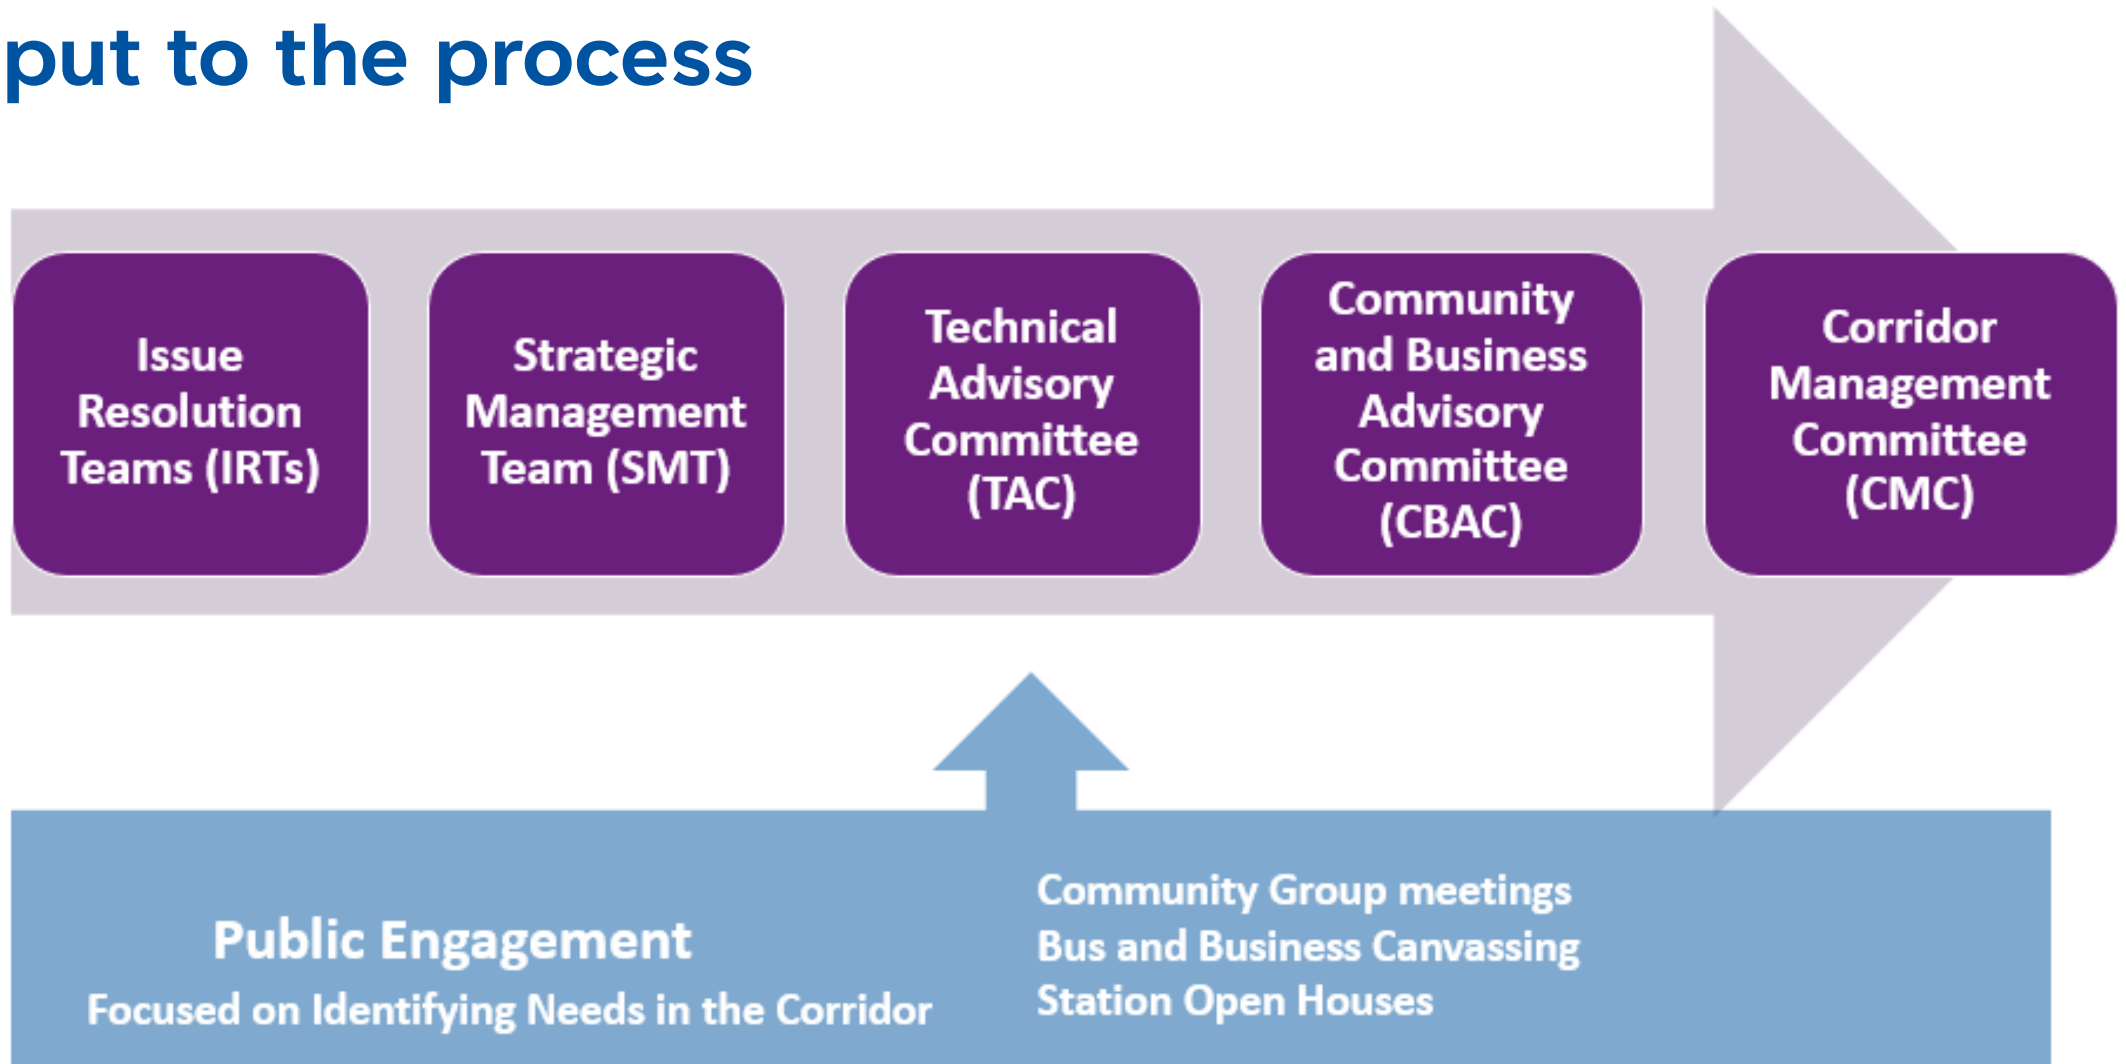 put to the process
Issue
Resolution
Teams (IRTs)
Strategic
Management
Team (SMT)
Technical
Advisory
Committee
(TAC)
Community
and Business
Advisory
Committee
(CBAC)
Corridor
Management
Committee
(CMC)
Public Engagement
Focused on Identifying Needs in the Corridor
Community Group meetings
Bus and Business Canvassing
Station Open Houses